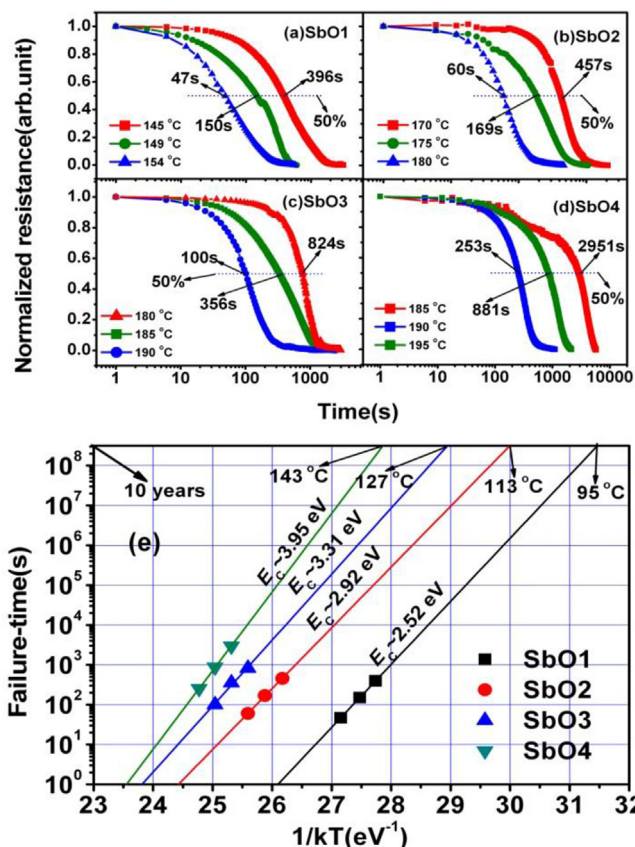 Normalized resistance(arb.unit)
1.0
0.8
0.6
0.4
0.2
0.0
(a)SbO1
47s
396s
150s
50%
145 °C
149 °C
154 °C
(b)SbO2
60s
457s
169s
50%
170 °C
175 °C
180 °C
1.0
0.8
0.6
0.4
0.2
0.0
(c)SbO3
100s
824s
50%
356s
180 °C
185 °C
190 °C
(d)SbO4
253s
2951s
881s
50%
185 °C
190 °C
195 °C
1 10 100 1000
1 10 100 1000 10000
Time(s)
Failure-time(s)
10⁸
10⁷
10⁶
10⁵
10⁴
10³
10²
10¹
10⁰
10 years
143 °C
127 °C
113 °C
95 °C
(e)
E_C~3.95 eV
E_C~3.31 eV
E_C~2.92 eV
E_C~2.52 eV
SbO1
SbO2
SbO3
SbO4
23 24 25 26 27 28 29 30 31 32
1/kT(eV⁻¹)